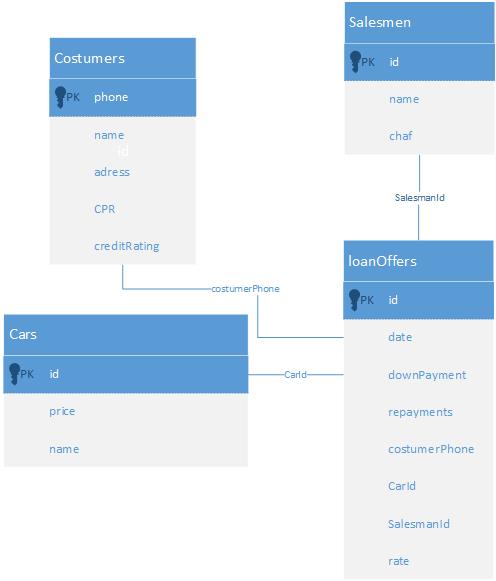 Salesmen
PK id
name
chaf
Costumers
PK phone
name
id
adress
CPR
creditRating
SalesmanId
costumerPhone
loanOffers
PK id
date
downPayment
repayments
costumerPhone
CarId
SalesmanId
rate
Cars
PK id
price
name
CarId